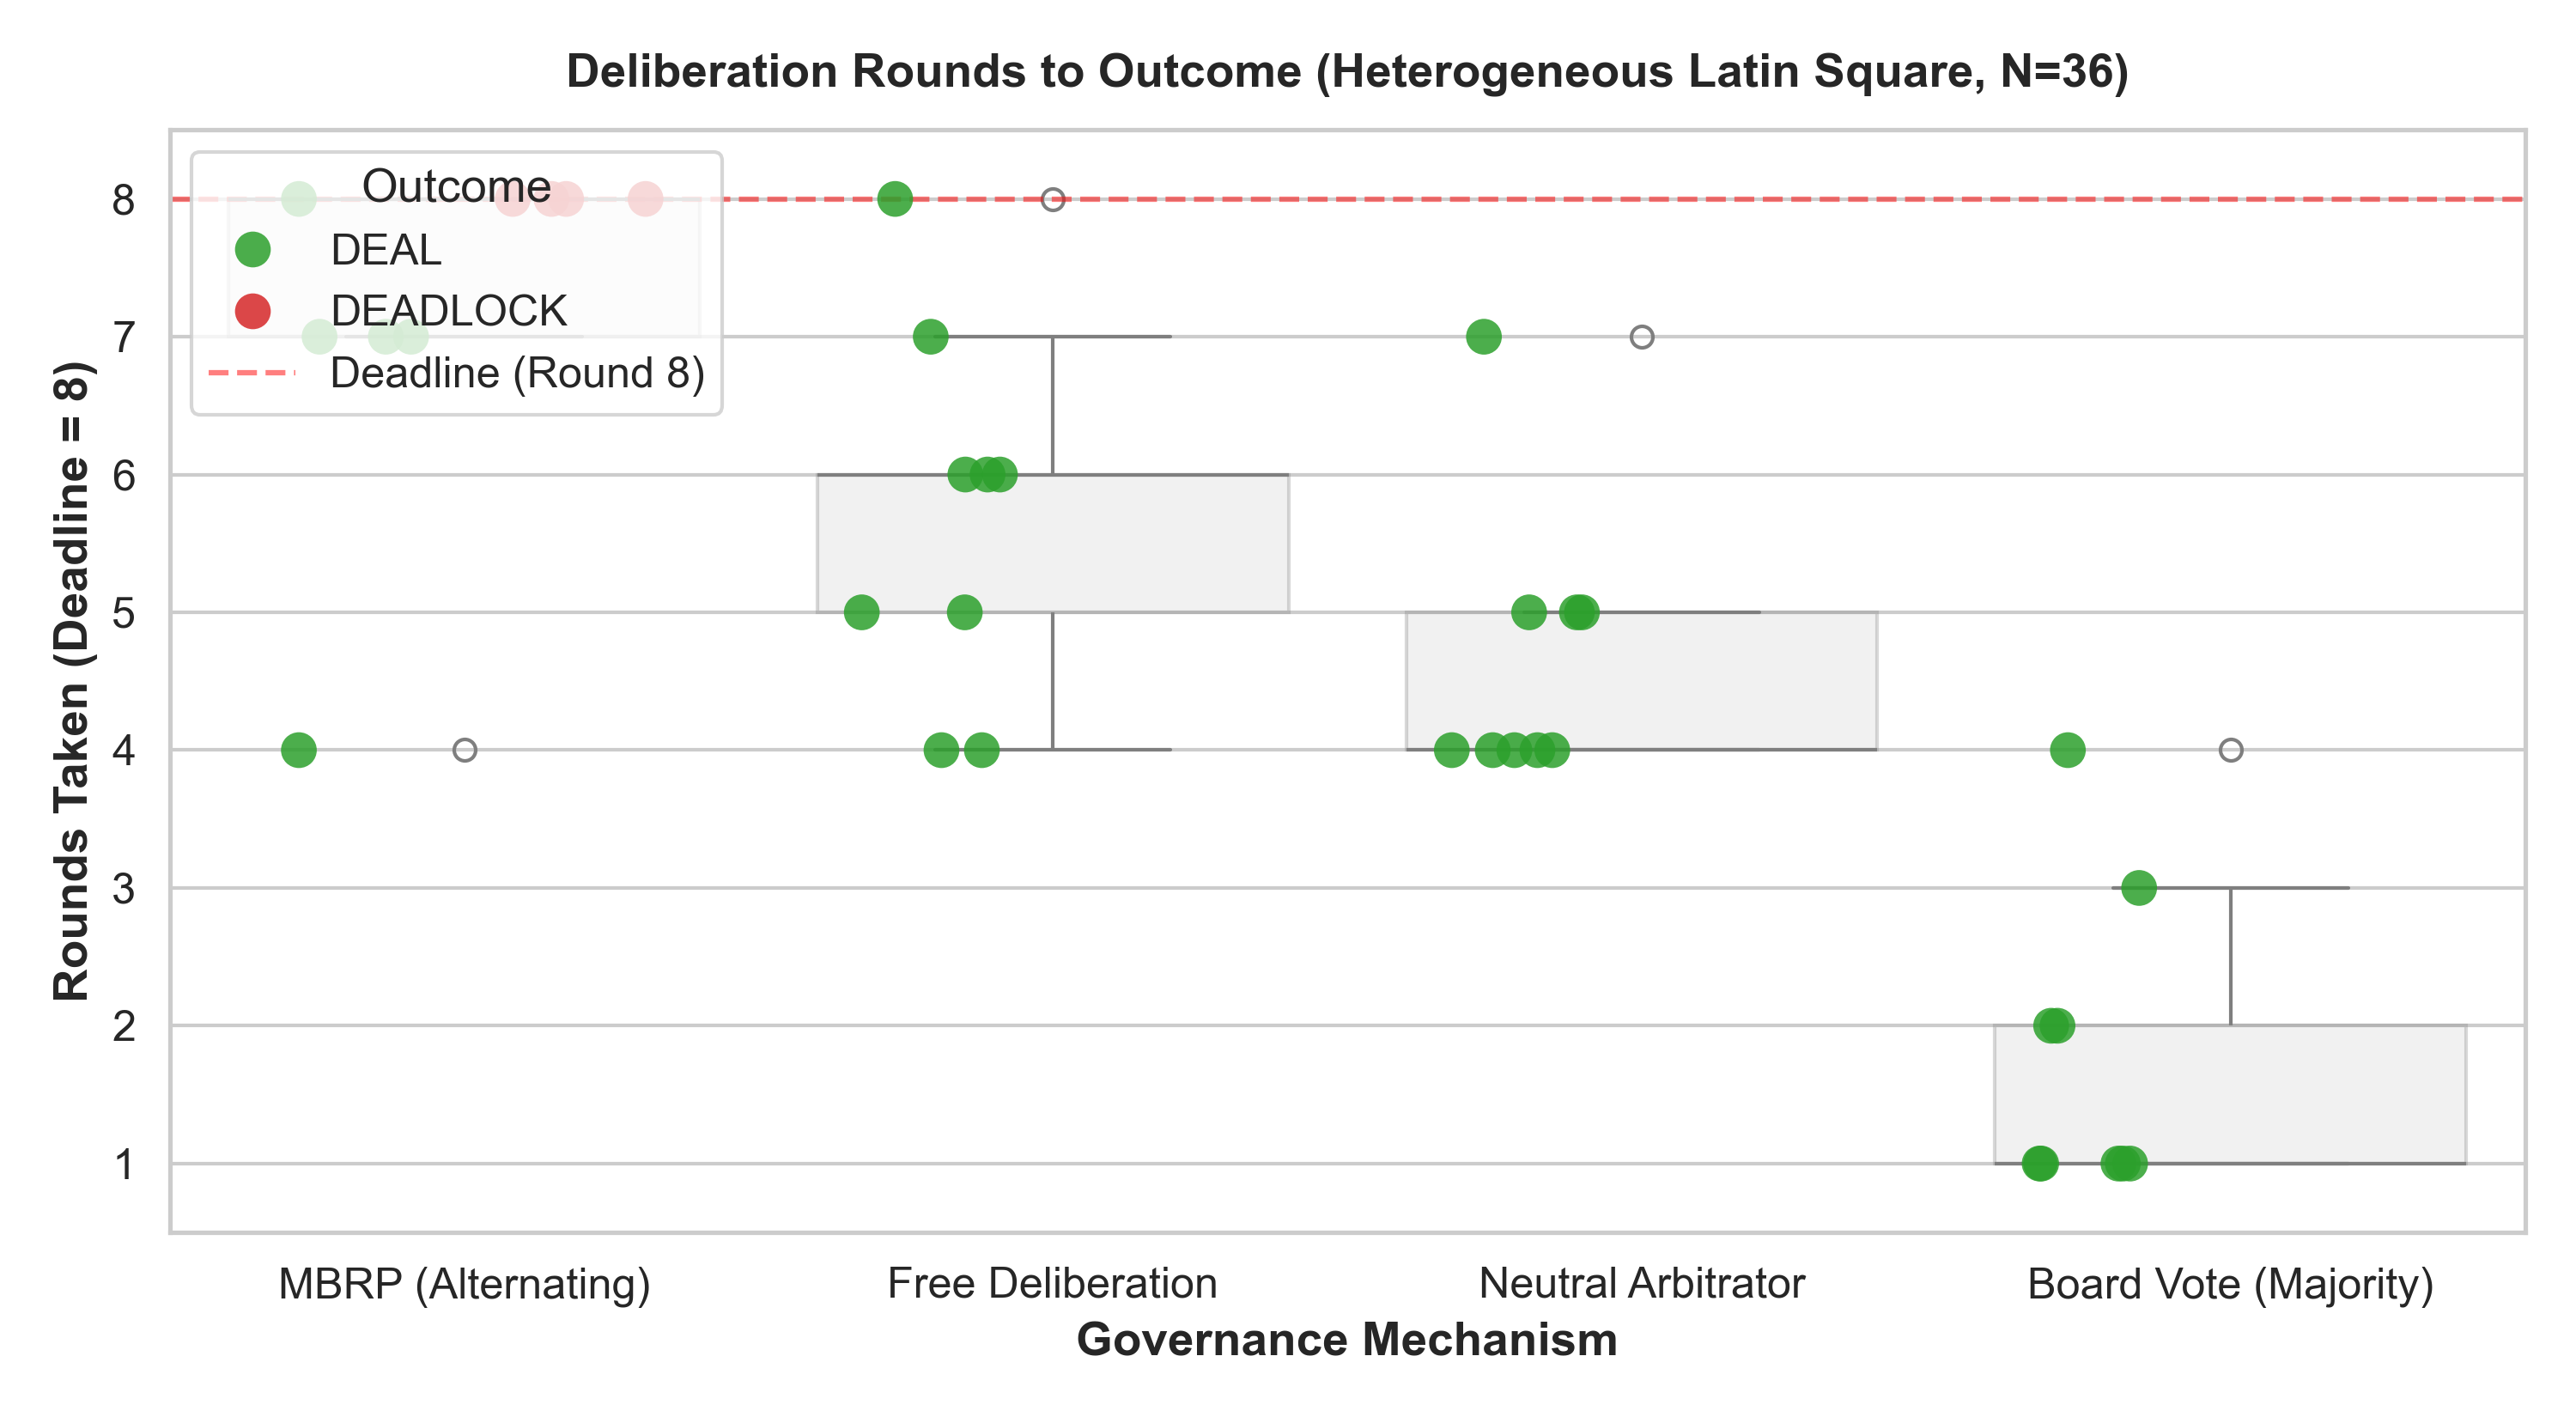 Deliberation Rounds to Outcome (Heterogeneous Latin Square, N=36)
Outcome
DEAL
DEADLOCK
Deadline (Round 8)
Rounds Taken (Deadline = 8)
8
7
6
5
4
3
2
1
MBRP (Alternating)
Free Deliberation
Neutral Arbitrator
Board Vote (Majority)
Governance Mechanism